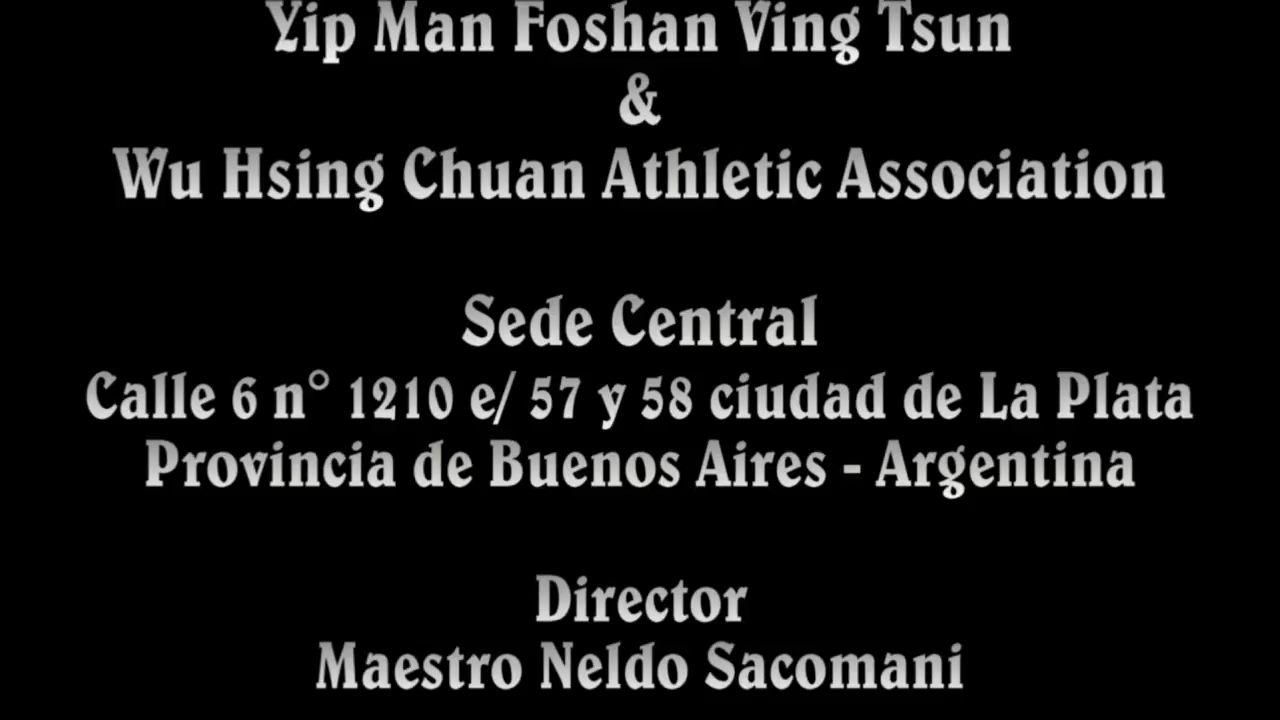 Yip Man Foshan Ving Tsun
&
Wu Hsing Chuan Athletic Association
Sede Central
Calle 6 n° 1210 e/ 57 y 58 ciudad de La Plata
Provincia de Buenos Aires - Argentina
Director
Maestro Neldo Sacomani